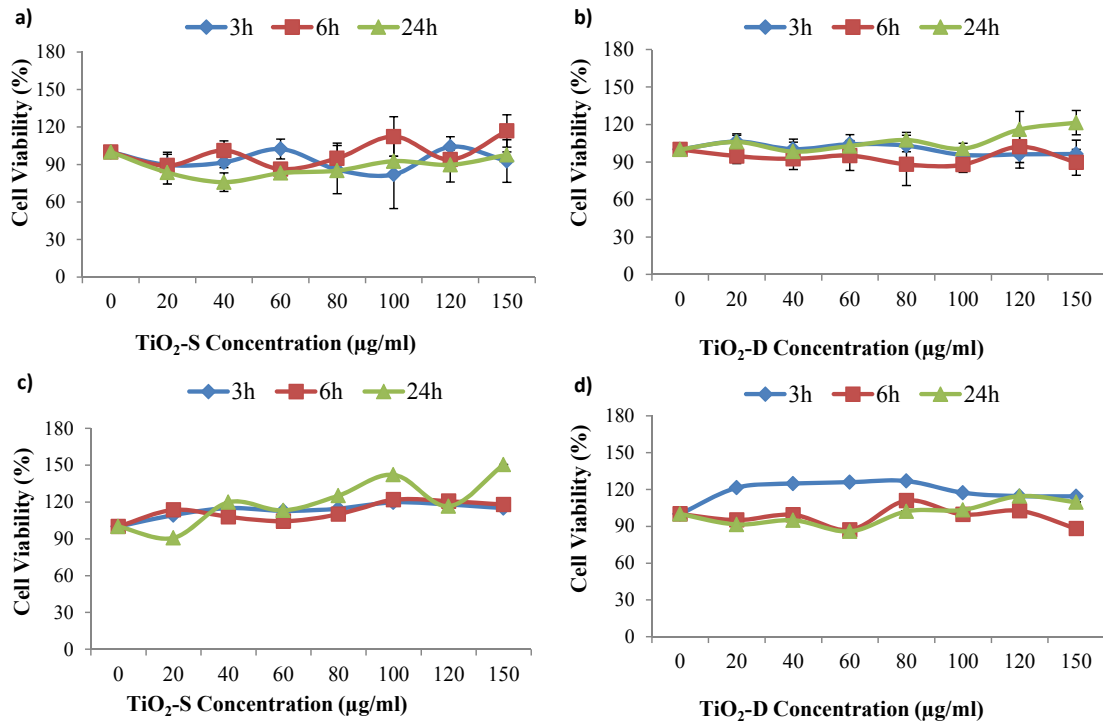 a)
3h 6h 24h
Cell Viability (%)
180
150
120
90
60
30
0
0 20 40 60 80 100 120 150
TiO₂-S Concentration (µg/ml)
b)
3h 6h 24h
Cell Viability (%)
180
150
120
90
60
30
0
0 20 40 60 80 100 120 150
TiO₂-D Concentration (µg/ml)
c)
3h 6h 24h
Cell Viability (%)
180
150
120
90
60
30
0
0 20 40 60 80 100 120 150
TiO₂-S Concentration (µg/ml)
d)
3h 6h 24h
Cell Viability (%)
180
150
120
90
60
30
0
0 20 40 60 80 100 120 150
TiO₂-D Concentration (µg/ml)